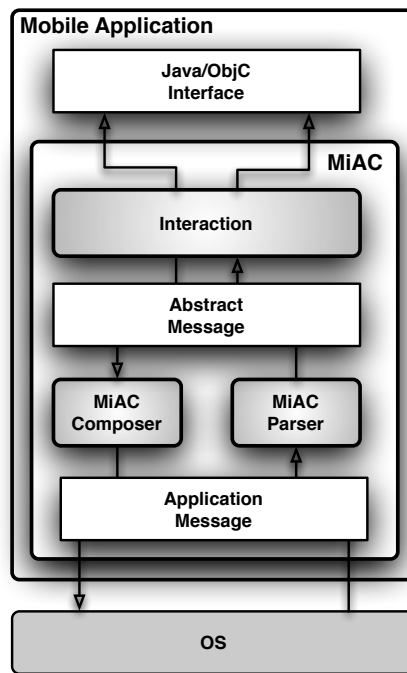 Mobile Application
Java/ObjC
Interface
MiAC
Interaction
Abstract
Message
MiAC
Composer
MiAC
Parser
Application
Message
OS